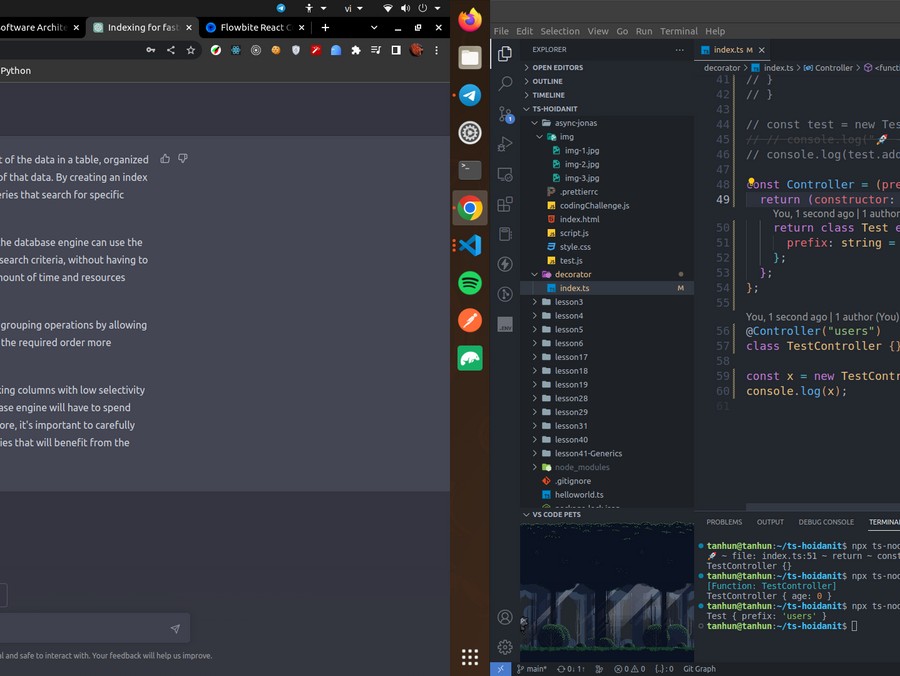 vi
oftware Archite
Indexing for fast
Flowbite React C
Python
t of the data in a table, organized
of that data. By creating an index
eries that search for specific
he database engine can use the
search criteria, without having to
mount of time and resources
grouping operations by allowing
the required order more
ing columns with low selectivity
ase engine will have to spend
ore, it's important to carefully
ies that will benefit from the
al and safe to interact with. Your feedback will help us improve.
File Edit Selection View Go Run Terminal Help
EXPLORER
OPEN EDITORS
OUTLINE
TIMELINE
TS-HOIDANIT
async-jonas
img
img-1.jpg
img-2.jpg
img-3.jpg
.prettierrc
codingChallenge.js
index.html
script.js
style.css
test.js
decorator
index.ts M
lesson3
lesson4
lesson5
lesson6
lesson17
lesson18
lesson19
lesson28
lesson29
lesson31
lesson40
lesson41-Generics
node_modules
.gitignore
helloworld.ts
package-lock.json
VS CODE PETS
index.ts M
decorator > index.ts > Controller > <functi
41 // }
42 // }
43
44 // const test = new Tes
45 // // console.log("🚀
46 // console.log(test.add
47
48 const Controller = (pre
49 return (constructor:
You, 1 second ago | 1 author
50 return class Test e
51 prefix: string =
52 };
53 };
54 };
55
You, 1 second ago | 1 author (You)
56 @Controller("users")
57 class TestController {}
58
59 const x = new TestContr
60 console.log(x);
61
PROBLEMS OUTPUT DEBUG CONSOLE TERMINA
tanhun@tanhun:~/ts-hoidanit$ npx ts-nod
🚀 ~ file: index.ts:51 ~ return ~ const
TestController {}
tanhun@tanhun:~/ts-hoidanit$ npx ts-nod
[Function: TestController]
TestController { age: 0 }
tanhun@tanhun:~/ts-hoidanit$ npx ts-nod
Test { prefix: 'users' }
tanhun@tanhun:~/ts-hoidanit$
main* 0↓ 1↑ 0 0 {..} : 0 Git Graph